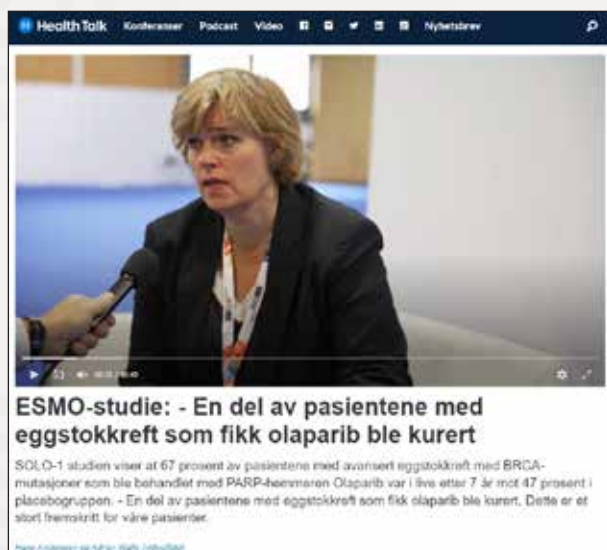 HealthTalk Konferanser Podcast Video Nyhetsbrev
ESMO-studie: - En del av pasientene med
eggstokkreft som fikk olaparib ble kurert
SOLO-1 studien viser at 67 prosent av pasientene med avansert eggstokkreft med BRCA-
mutasjoner som ble behandlet med PARP-hemmeren Olaparib var i live etter 7 år mot 47 prosent i
placebogruppen. - En del av pasientene med eggstokkreft som fikk olaparib ble kurert. Dette er et
stort fremskritt for våre pasienter.